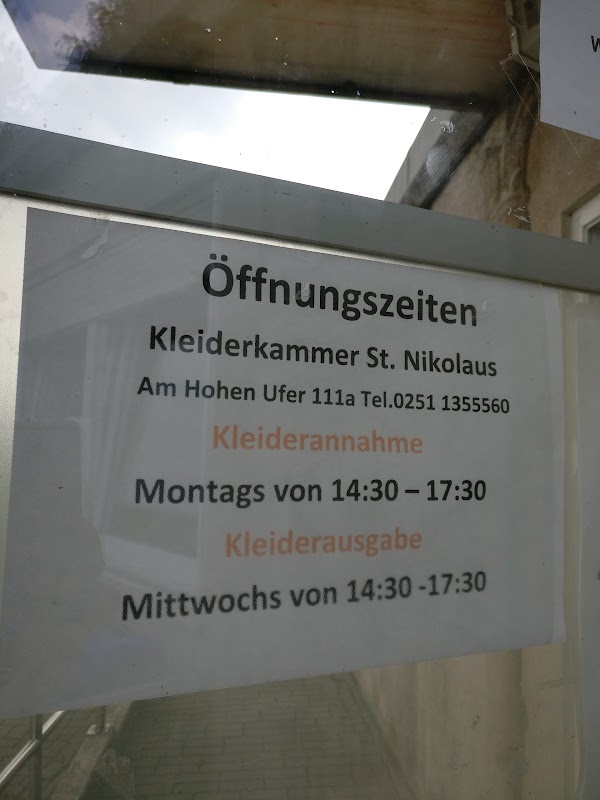 Öffnungszeiten
Kleiderkammer St. Nikolaus
Am Hohen Ufer 111a Tel.0251 1355560
Kleiderannahme
Montags von 14:30 – 17:30
Kleiderausgabe
Mittwochs von 14:30 -17:30